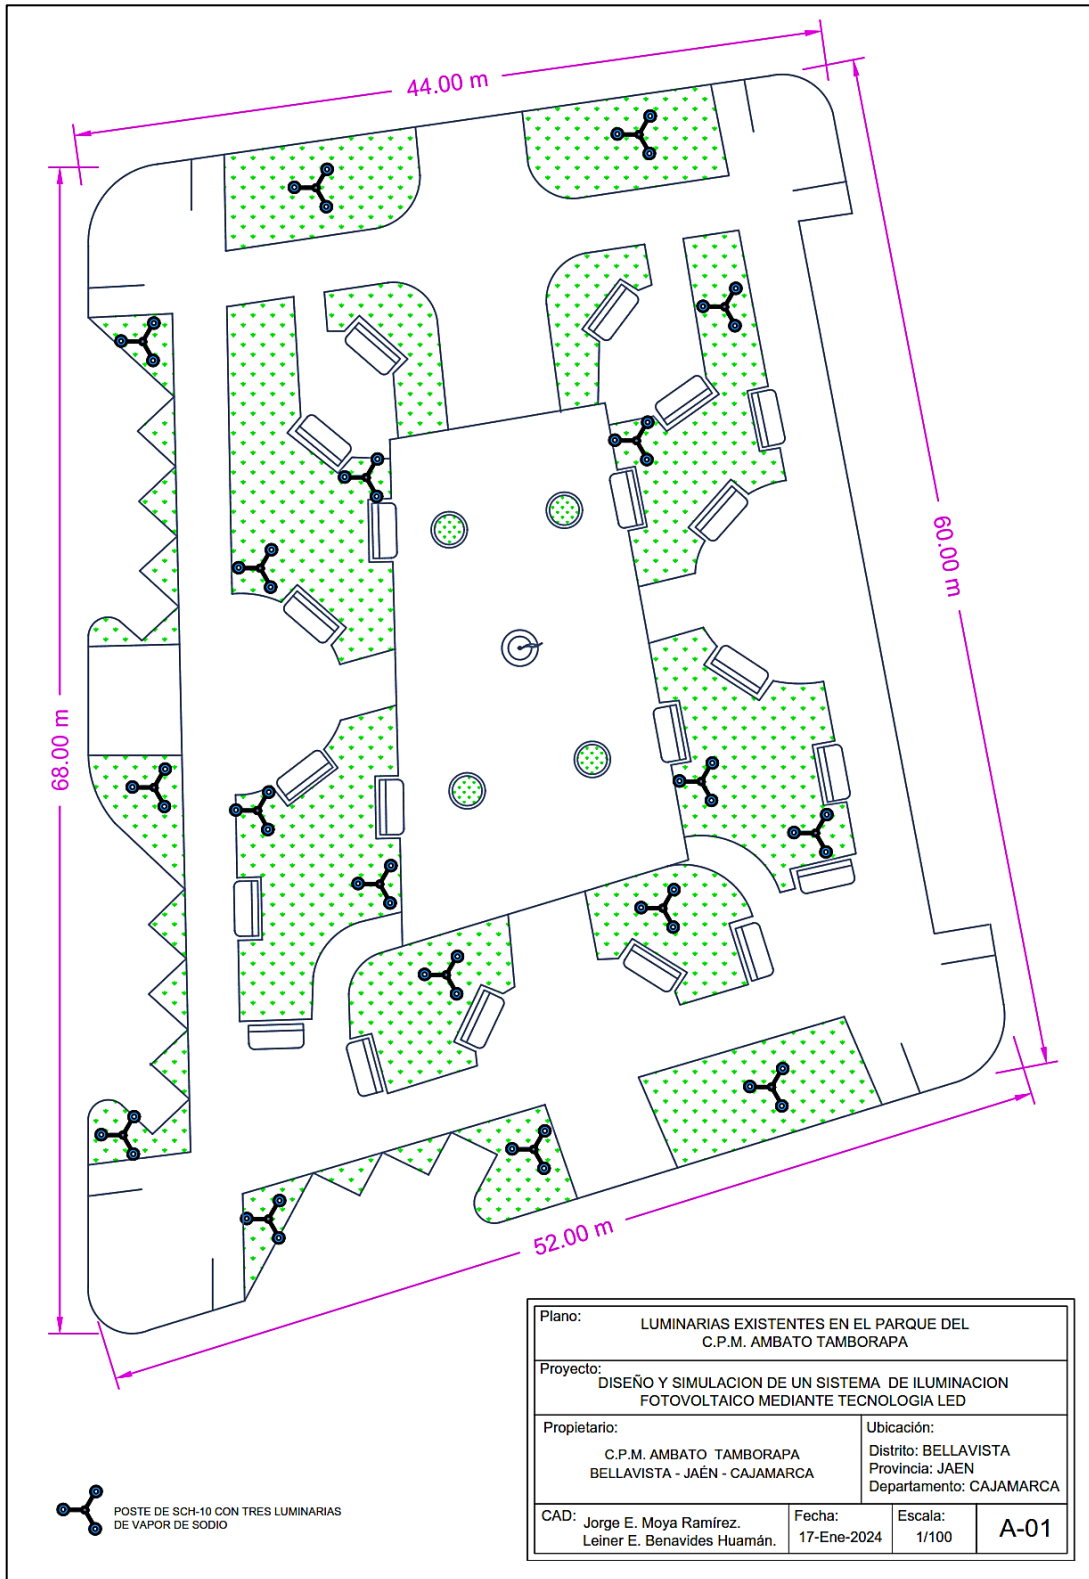 44.00 m
60.00 m
68.00 m
52.00 m
Plano:
LUMINARIAS EXISTENTES EN EL PARQUE DEL
C.P.M. AMBATO TAMBORAPA
Proyecto:
DISEÑO Y SIMULACION DE UN SISTEMA DE ILUMINACION
FOTOVOLTAICO MEDIANTE TECNOLOGIA LED
Propietario:
C.P.M. AMBATO TAMBORAPA
BELLAVISTA - JAÉN - CAJAMARCA
Ubicación:
Distrito: BELLAVISTA
Provincia: JAEN
Departamento: CAJAMARCA
CAD: Jorge E. Moya Ramírez.
Leiner E. Benavides Huamán.
Fecha:
17-Ene-2024
Escala:
1/100
A-01
POSTE DE SCH-10 CON TRES LUMINARIAS
DE VAPOR DE SODIO